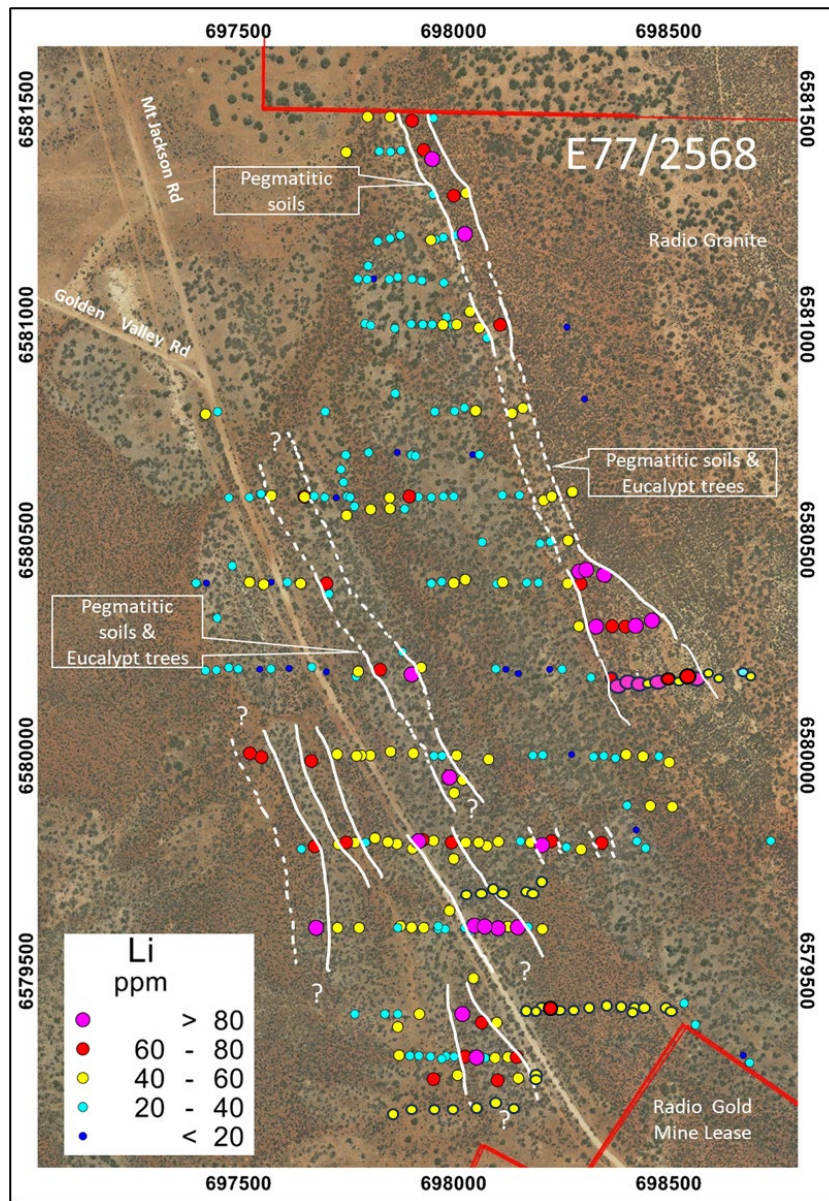 697500 698000 698500
6581500
6581500
E77/2568
Mt Jackson Rd
Pegmatitic
soils
Radio Granite
6581000
6581000
Golden Valley Rd
?
Pegmatitic soils &
Eucalypt trees
6580500
6580500
Pegmatitic
soils &
Eucalypt trees
?
6580000
6580000
?
?
?
6579500
6579500
Li
ppm
> 80
60 - 80
40 - 60
20 - 40
< 20
Radio Gold
Mine Lease
?
697500 698000 698500